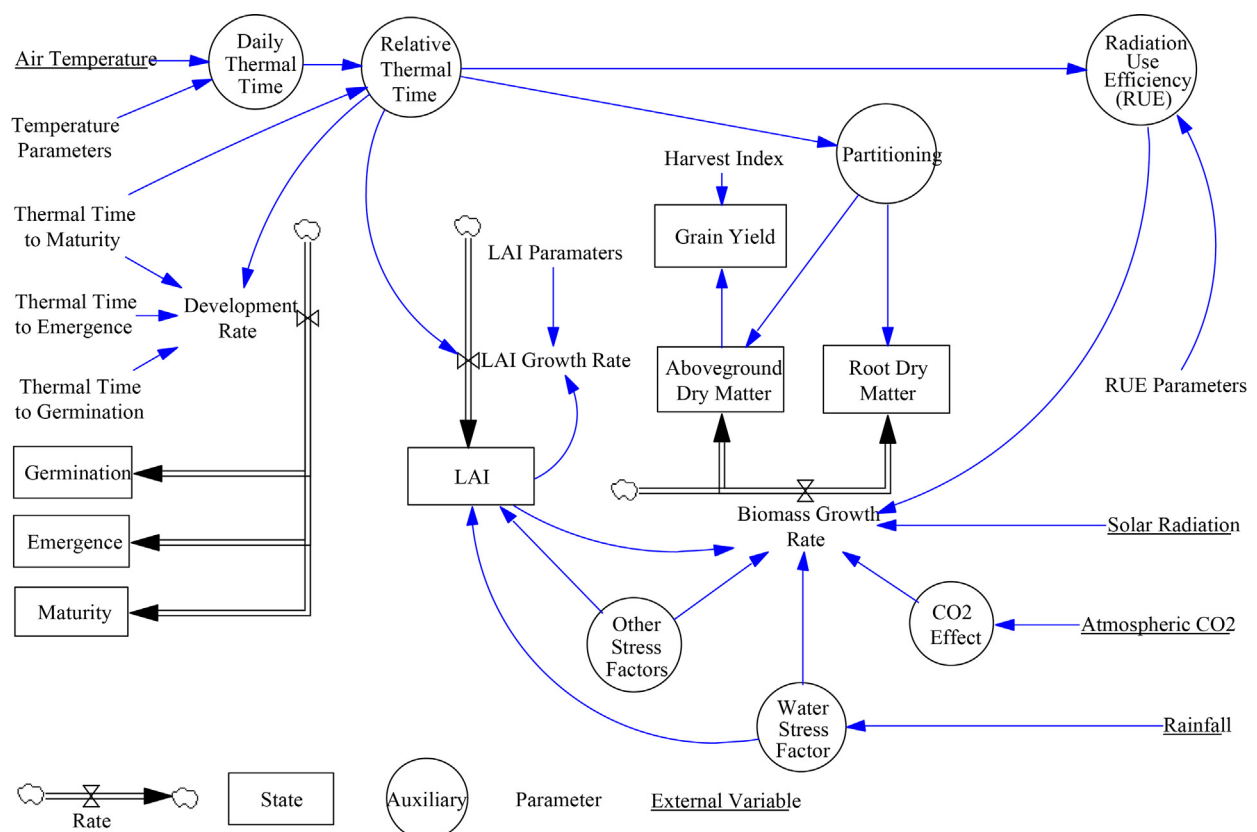 Air Temperature
Daily
Thermal
Time
Relative
Thermal
Time
Radiation
Use
Efficiency
(RUE)
Temperature
Parameters
Partitioning
Harvest Index
Thermal Time
to Maturity
Grain Yield
LAI Paramaters
Thermal Time
to Emergence
Development
Rate
LAI Growth Rate
Aboveground
Dry Matter
Root Dry
Matter
RUE Parameters
Thermal Time
to Germination
Germination
LAI
Biomass Growth
Rate
Solar Radiation
Emergence
Maturity
Other
Stress
Factors
CO2
Effect
Atmospheric CO2
Water
Stress
Factor
Rainfall
Rate
State
Auxiliary
Parameter
External Variable